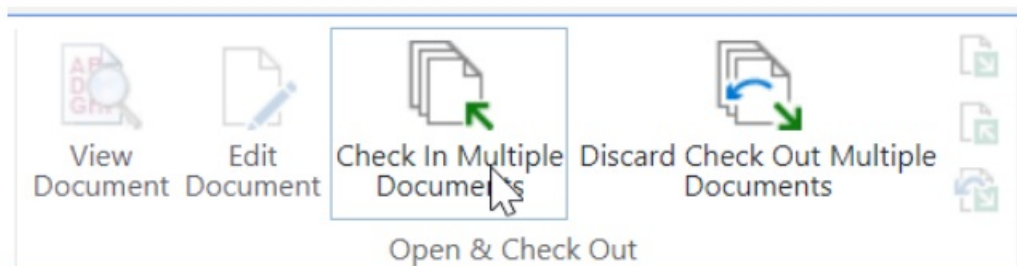 View
Document
Edit
Document
Check In Multiple
Documents
Discard Check Out Multiple
Documents
Open & Check Out